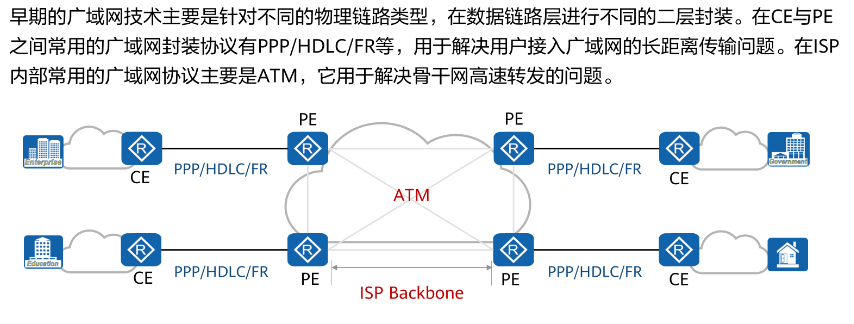 早期的广域网技术主要是针对不同的物理链路类型，在数据链路层进行不同的二层封装。在CE与PE
之间常用的广域网封装协议有PPP/HDLC/FR等，用于解决用户接入广域网的长距离传输问题。在ISP
内部常用的广域网协议主要是ATM，它用于解决骨干网高速转发的问题。
PE PE
Enterprise R R R R Government
CE PPP/HDLC/FR PPP/HDLC/FR CE
ATM
Education R R R R
CE PPP/HDLC/FR PE PE PPP/HDLC/FR CE
ISP Backbone